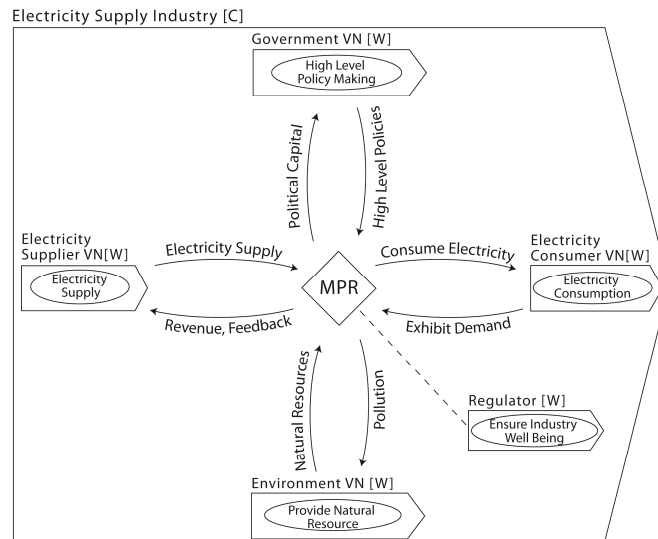 Electricity Supply Industry [C]
Government VN [W]
High Level
Policy Making
Political Capital
High Level Policies
Electricity
Supplier VN[W]
Electricity
Supply
Electricity Supply
Revenue, Feedback
MPR
Consume Electricity
Exhibit Demand
Electricity
Consumer VN[W]
Electricity
Consumption
Natural Resources
Pollution
Regulator [W]
Ensure Industry
Well Being
Environment VN [W]
Provide Natural
Resource